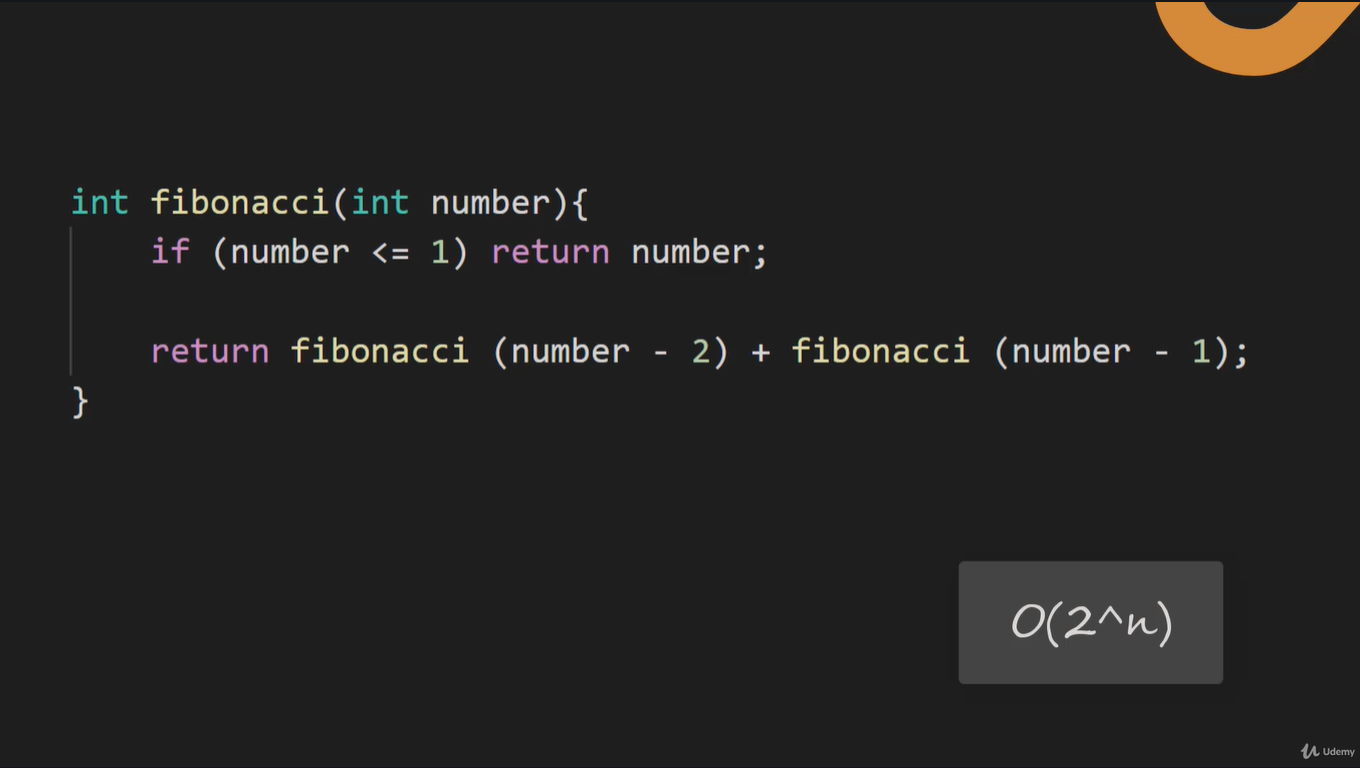 int fibonacci(int number){
    if (number <= 1) return number;

    return fibonacci (number - 2) + fibonacci (number - 1);
}
O(2^n)
Udemy